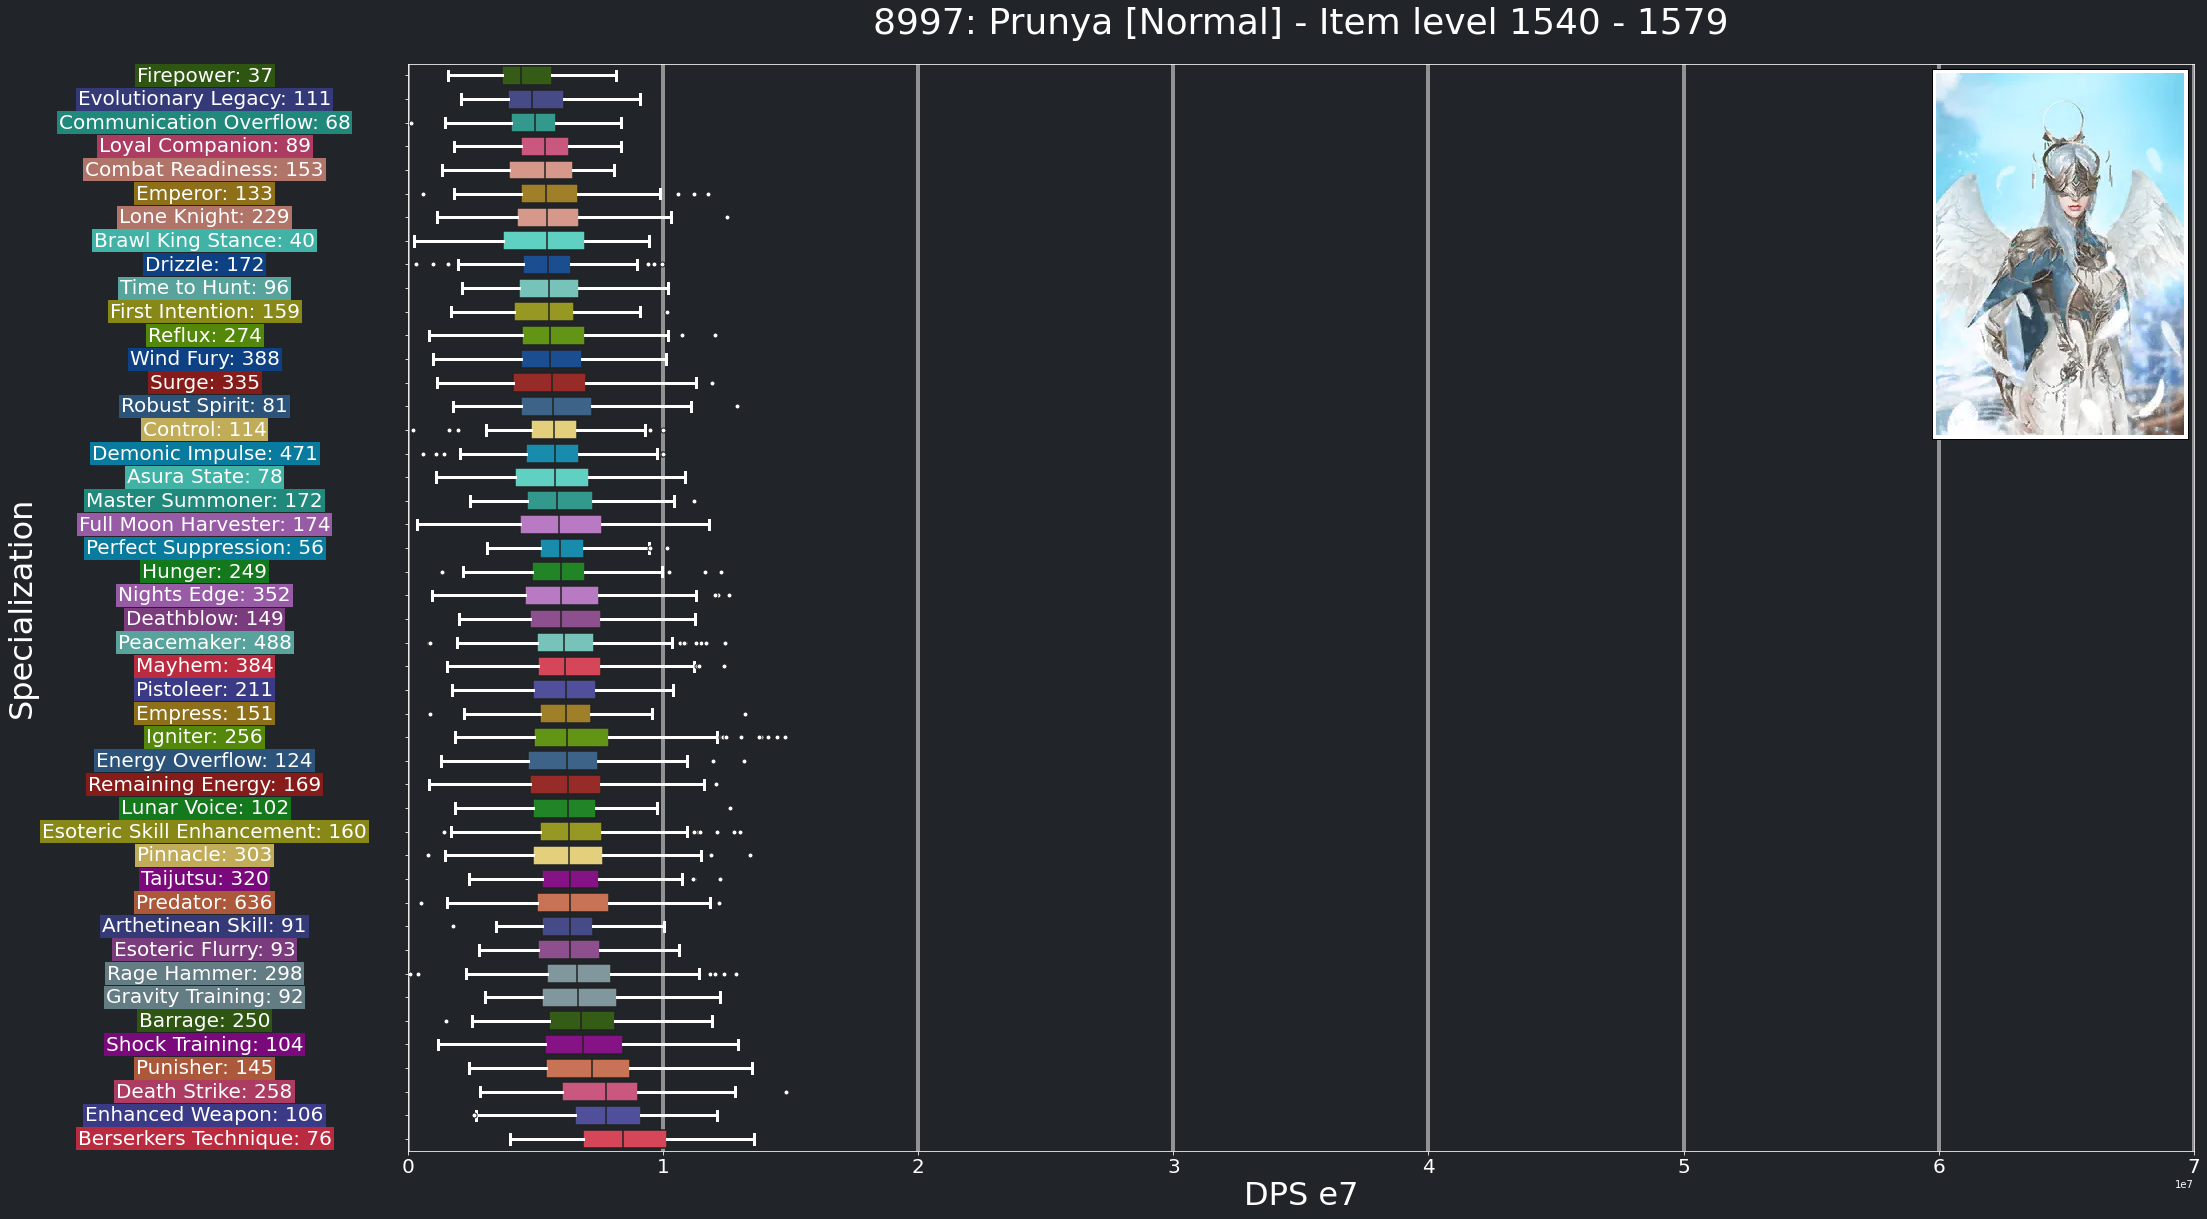 8997: Prunya [Normal] - Item level 1540 - 1579
Specialization
Firepower: 37
Evolutionary Legacy: 111
Communication Overflow: 68
Loyal Companion: 89
Combat Readiness: 153
Emperor: 133
Lone Knight: 229
Brawl King Stance: 40
Drizzle: 172
Time to Hunt: 96
First Intention: 159
Reflux: 274
Wind Fury: 388
Surge: 335
Robust Spirit: 81
Control: 114
Demonic Impulse: 471
Asura State: 78
Master Summoner: 172
Full Moon Harvester: 174
Perfect Suppression: 56
Hunger: 249
Nights Edge: 352
Deathblow: 149
Peacemaker: 488
Mayhem: 384
Pistoleer: 211
Empress: 151
Igniter: 256
Energy Overflow: 124
Remaining Energy: 169
Lunar Voice: 102
Esoteric Skill Enhancement: 160
Pinnacle: 303
Taijutsu: 320
Predator: 636
Arthetinean Skill: 91
Esoteric Flurry: 93
Rage Hammer: 298
Gravity Training: 92
Barrage: 250
Shock Training: 104
Punisher: 145
Death Strike: 258
Enhanced Weapon: 106
Berserkers Technique: 76
0 1 2 3 4 5 6 7
1e7
DPS e7